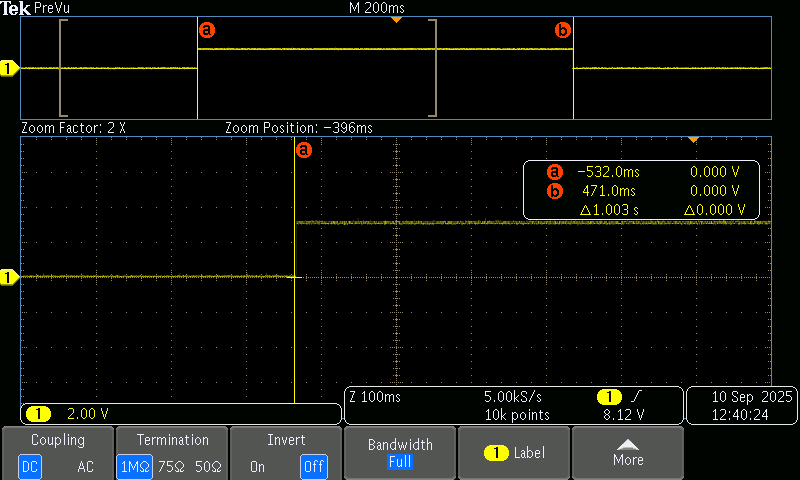 Tek PreVu M 200ms
a b
1
Zoom Factor: 2 X Zoom Position: -396ms
a
a -532.0ms 0.000 V
b 471.0ms 0.000 V
Δ1.003 s Δ0.000 V
1
1 2.00 V
Z 100ms 5.00kS/s 1
10k points 8.12 V
10 Sep 2025
12:40:24
Coupling
DC AC
Termination
1MΩ 75Ω 50Ω
Invert
On Off
Bandwidth
Full
1 Label
More